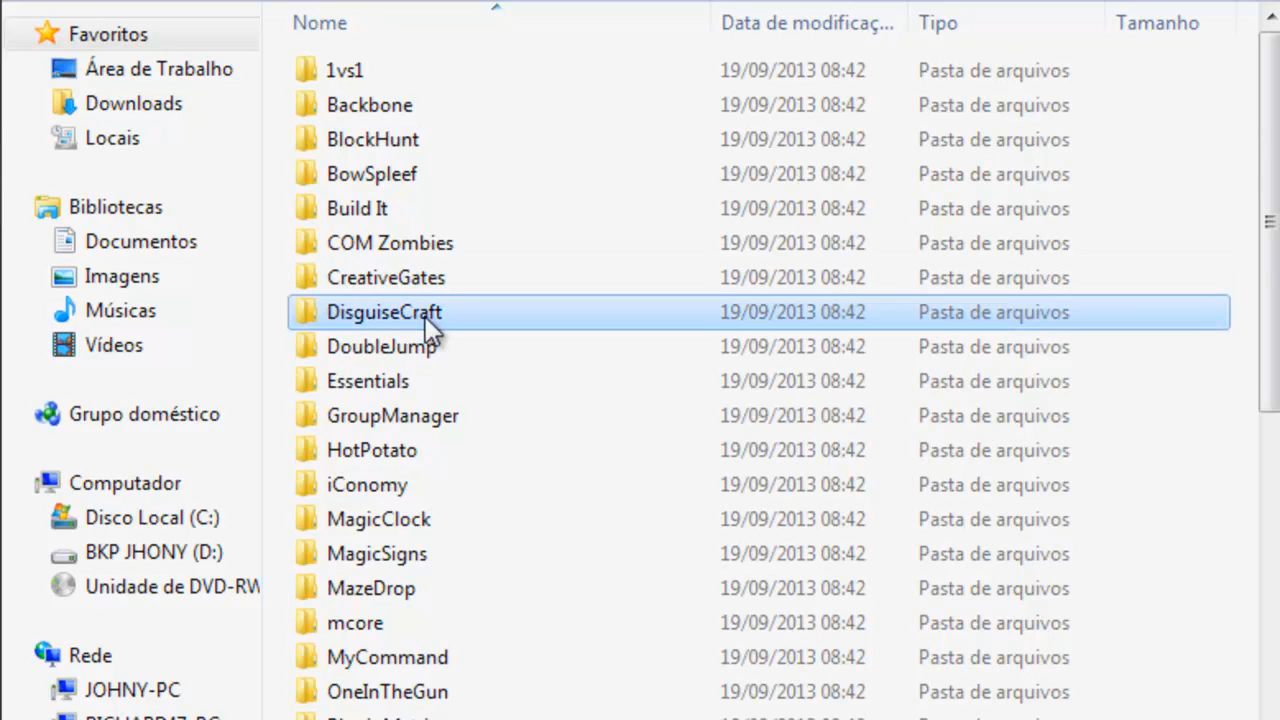 Nome Data de modificaç... Tipo Tamanho
Favoritos
Área de Trabalho
Downloads
Locais
Bibliotecas
Documentos
Imagens
Músicas
Vídeos
Grupo doméstico
Computador
Disco Local (C:)
BKP JHONY (D:)
Unidade de DVD-RW
Rede
JOHNY-PC
1vs1 19/09/2013 08:42 Pasta de arquivos
Backbone 19/09/2013 08:42 Pasta de arquivos
BlockHunt 19/09/2013 08:42 Pasta de arquivos
BowSpleef 19/09/2013 08:42 Pasta de arquivos
Build It 19/09/2013 08:42 Pasta de arquivos
COM Zombies 19/09/2013 08:42 Pasta de arquivos
CreativeGates 19/09/2013 08:42 Pasta de arquivos
DisguiseCraft 19/09/2013 08:42 Pasta de arquivos
DoubleJump 19/09/2013 08:42 Pasta de arquivos
Essentials 19/09/2013 08:42 Pasta de arquivos
GroupManager 19/09/2013 08:42 Pasta de arquivos
HotPotato 19/09/2013 08:42 Pasta de arquivos
iConomy 19/09/2013 08:42 Pasta de arquivos
MagicClock 19/09/2013 08:42 Pasta de arquivos
MagicSigns 19/09/2013 08:42 Pasta de arquivos
MazeDrop 19/09/2013 08:42 Pasta de arquivos
mcore 19/09/2013 08:42 Pasta de arquivos
MyCommand 19/09/2013 08:42 Pasta de arquivos
OneInTheGun 19/09/2013 08:42 Pasta de arquivos